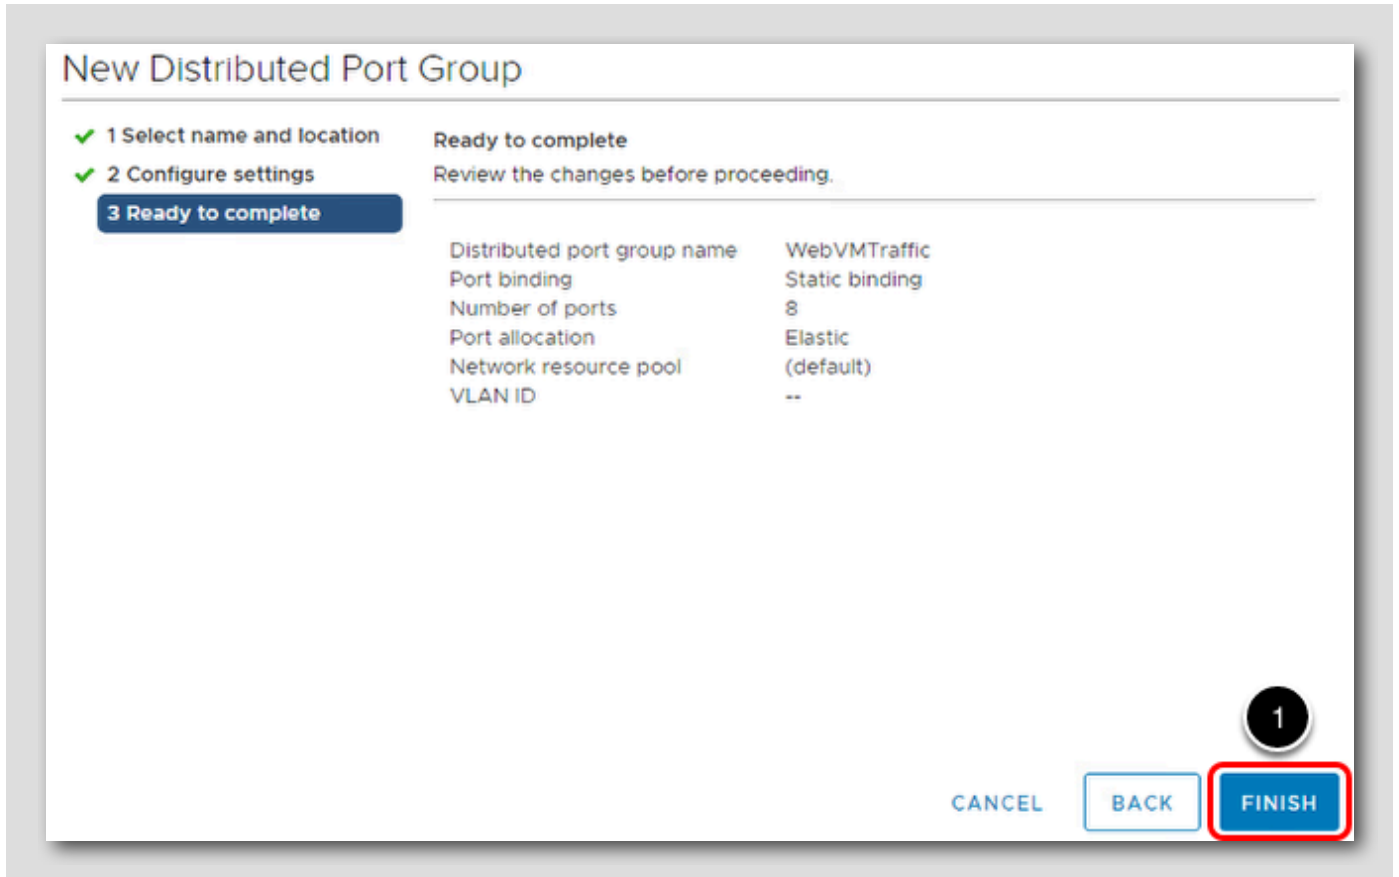 New Distributed Port Group
1 Select name and location
2 Configure settings
3 Ready to complete
Ready to complete
Review the changes before proceeding.
Distributed port group name WebVMTraffic
Port binding Static binding
Number of ports 8
Port allocation Elastic
Network resource pool (default)
VLAN ID --
1
CANCEL BACK FINISH